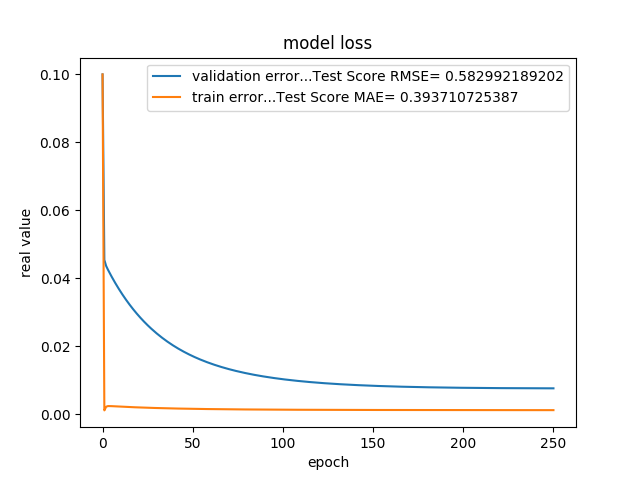 model loss
validation error...Test Score RMSE= 0.582992189202
train error...Test Score MAE= 0.393710725387
real value
0.10
0.08
0.06
0.04
0.02
0.00
0 50 100 150 200 250
epoch